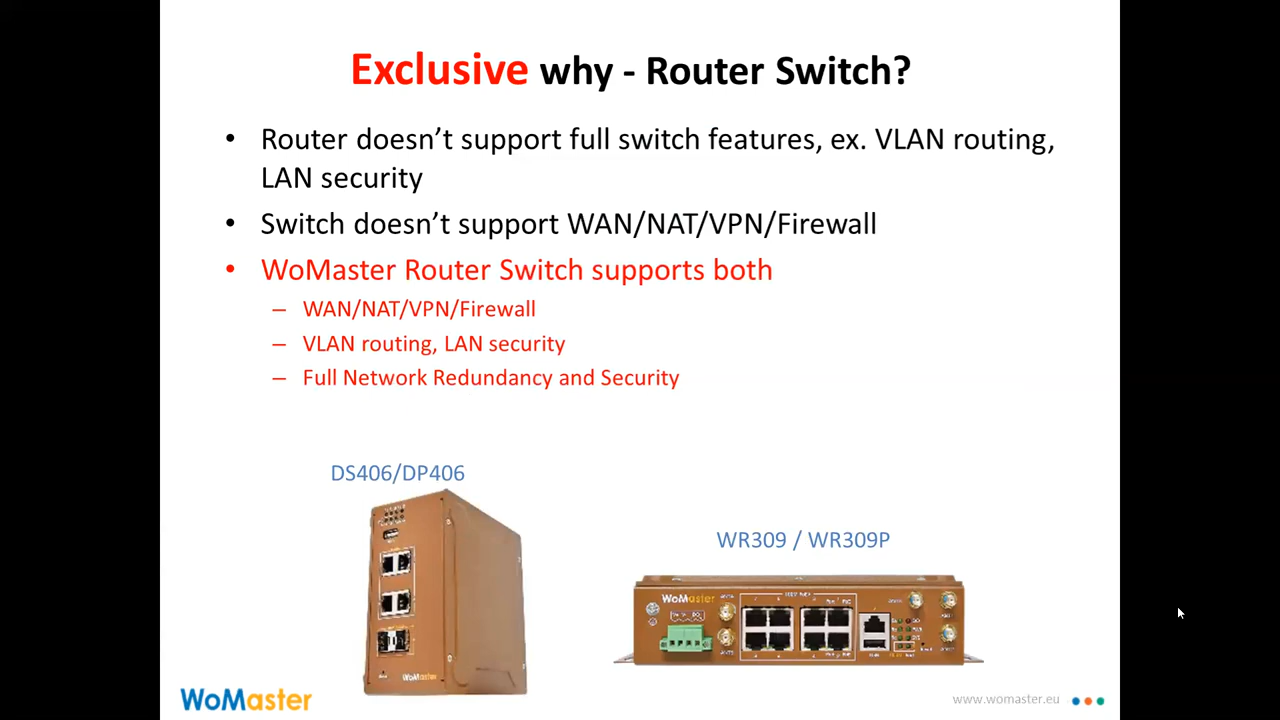 Exclusive why - Router Switch?
• Router doesn’t support full switch features, ex. VLAN routing,
LAN security
• Switch doesn’t support WAN/NAT/VPN/Firewall
• WoMaster Router Switch supports both
– WAN/NAT/VPN/Firewall
– VLAN routing, LAN security
– Full Network Redundancy and Security
DS406/DP406
WR309 / WR309P
WoMaster
WoMaster
WoMaster
www.womaster.eu